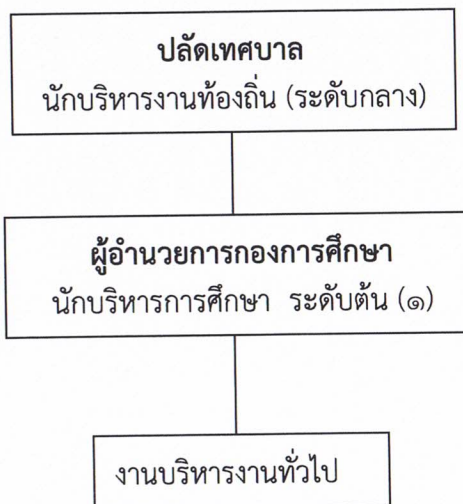 ปลัดเทศบาล
นักบริหารงานท้องถิ่น (ระดับกลาง)
ผู้อำนวยการกองการศึกษา
นักบริหารการศึกษา ระดับต้น (๑)
งานบริหารงานทั่วไป